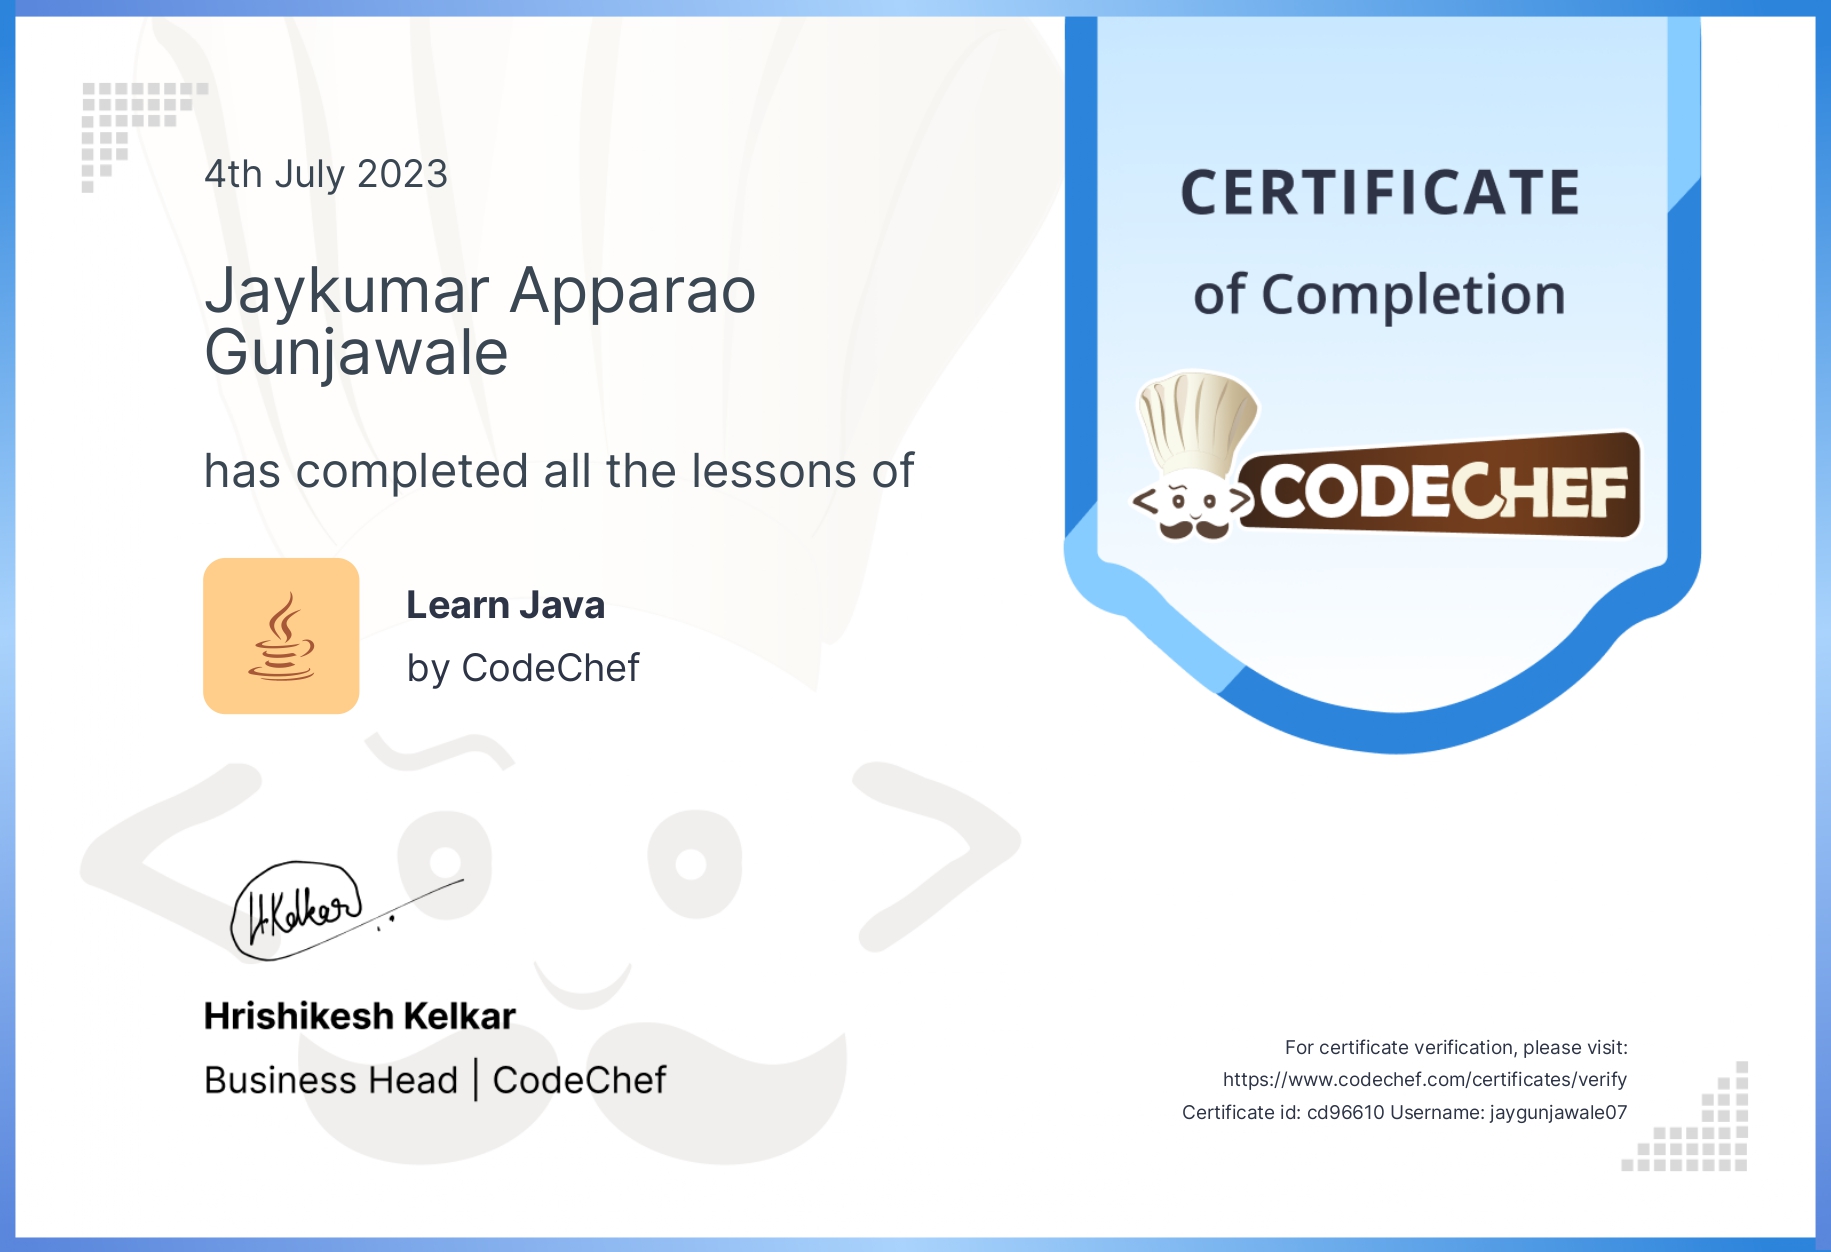 4th July 2023
Jaykumar Apparao
Gunjawale
has completed all the lessons of
Learn Java
by CodeChef
H.Kelkar
Hrishikesh Kelkar
Business Head | CodeChef
CERTIFICATE
of Completion
CODECHEF
For certificate verification, please visit:
https://www.codechef.com/certificates/verify
Certificate id: cd96610 Username: jaygunjawale07